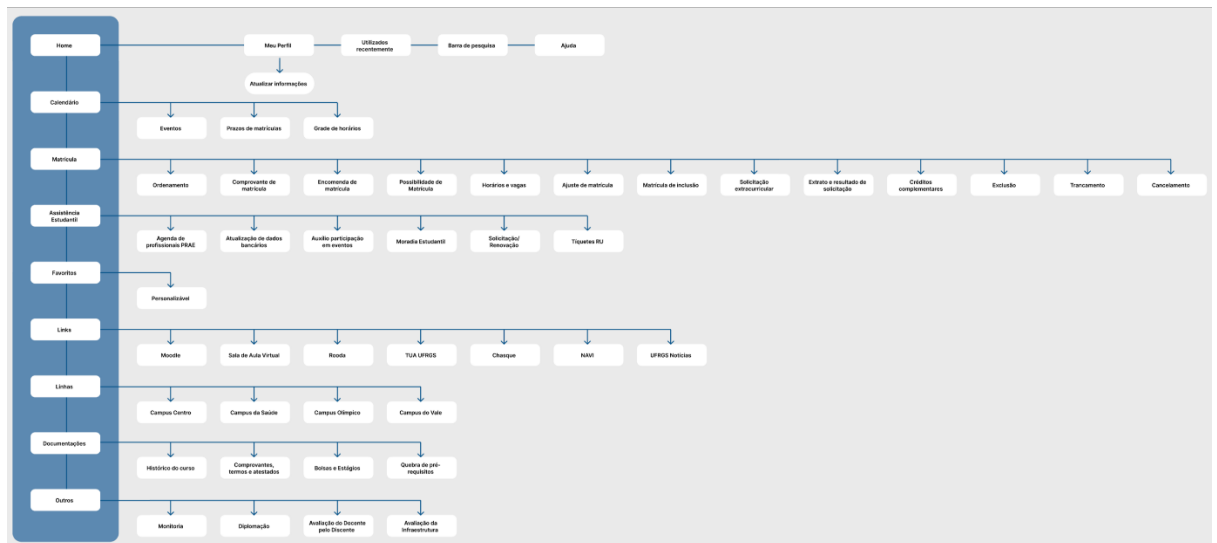 Home
Meu Perfil
Utilizados
recentemente
Barra de pesquisa
Ajuda
Atualizar informações
Calendário
Eventos
Prazos de matrículas
Grade de horários
Matrícula
Ordenamento
Comprovante de
matrícula
Encomenda de
matrícula
Possibilidade de
Matrícula
Horários e vagas
Ajuste de matrícula
Matrícula de inclusão
Solicitação
extracurricular
Extrato e resultado de
solicitação
Créditos
complementares
Exclusão
Trancamento
Cancelamento
Assistência
Estudantil
Agenda de
profissionais PRAE
Atualização de dados
bancários
Auxílio participação
em eventos
Moradia Estudantil
Solicitação/
Renovação
Tíquetes RU
Favoritos
Personalizável
Links
Moodle
Sala de Aula Virtual
Rooda
TUA UFRGS
Chasque
NAVI
UFRGS Notícias
Linhas
Campus Centro
Campus da Saúde
Campus Olímpico
Campus do Vale
Documentações
Histórico do curso
Comprovantes,
termos e atestados
Bolsas e Estágios
Quebra de pré-
requisitos
Outros
Monitoria
Diplomação
Avaliação do Docente
pelo Discente
Avaliação da
Infraestrutura